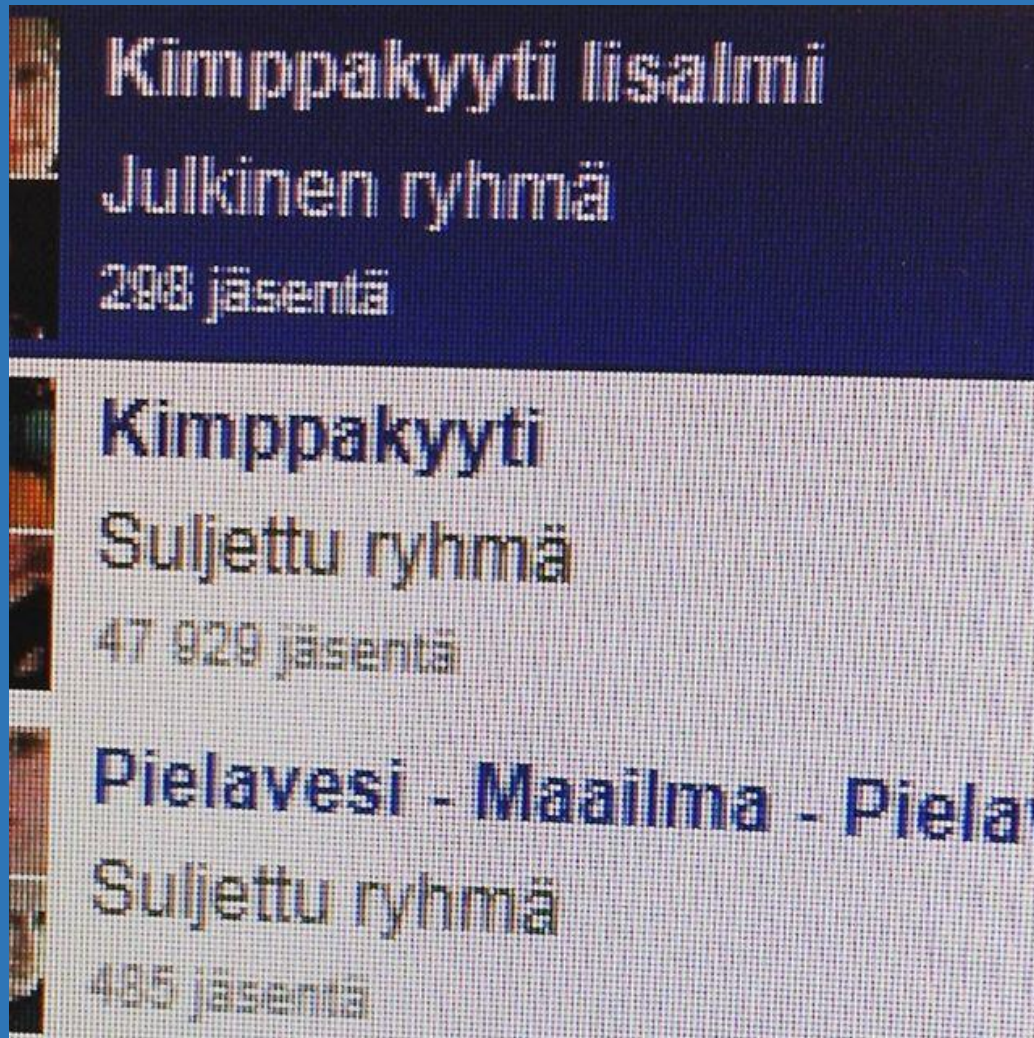 Kimppakyyti Iisalmi
Julkinen ryhmä
298 jäsentä
Kimppakyyti
Suljettu ryhmä
47 929 jäsentä
Pielavesi - Maailma - Piela
Suljettu ryhmä
485 jäsentä